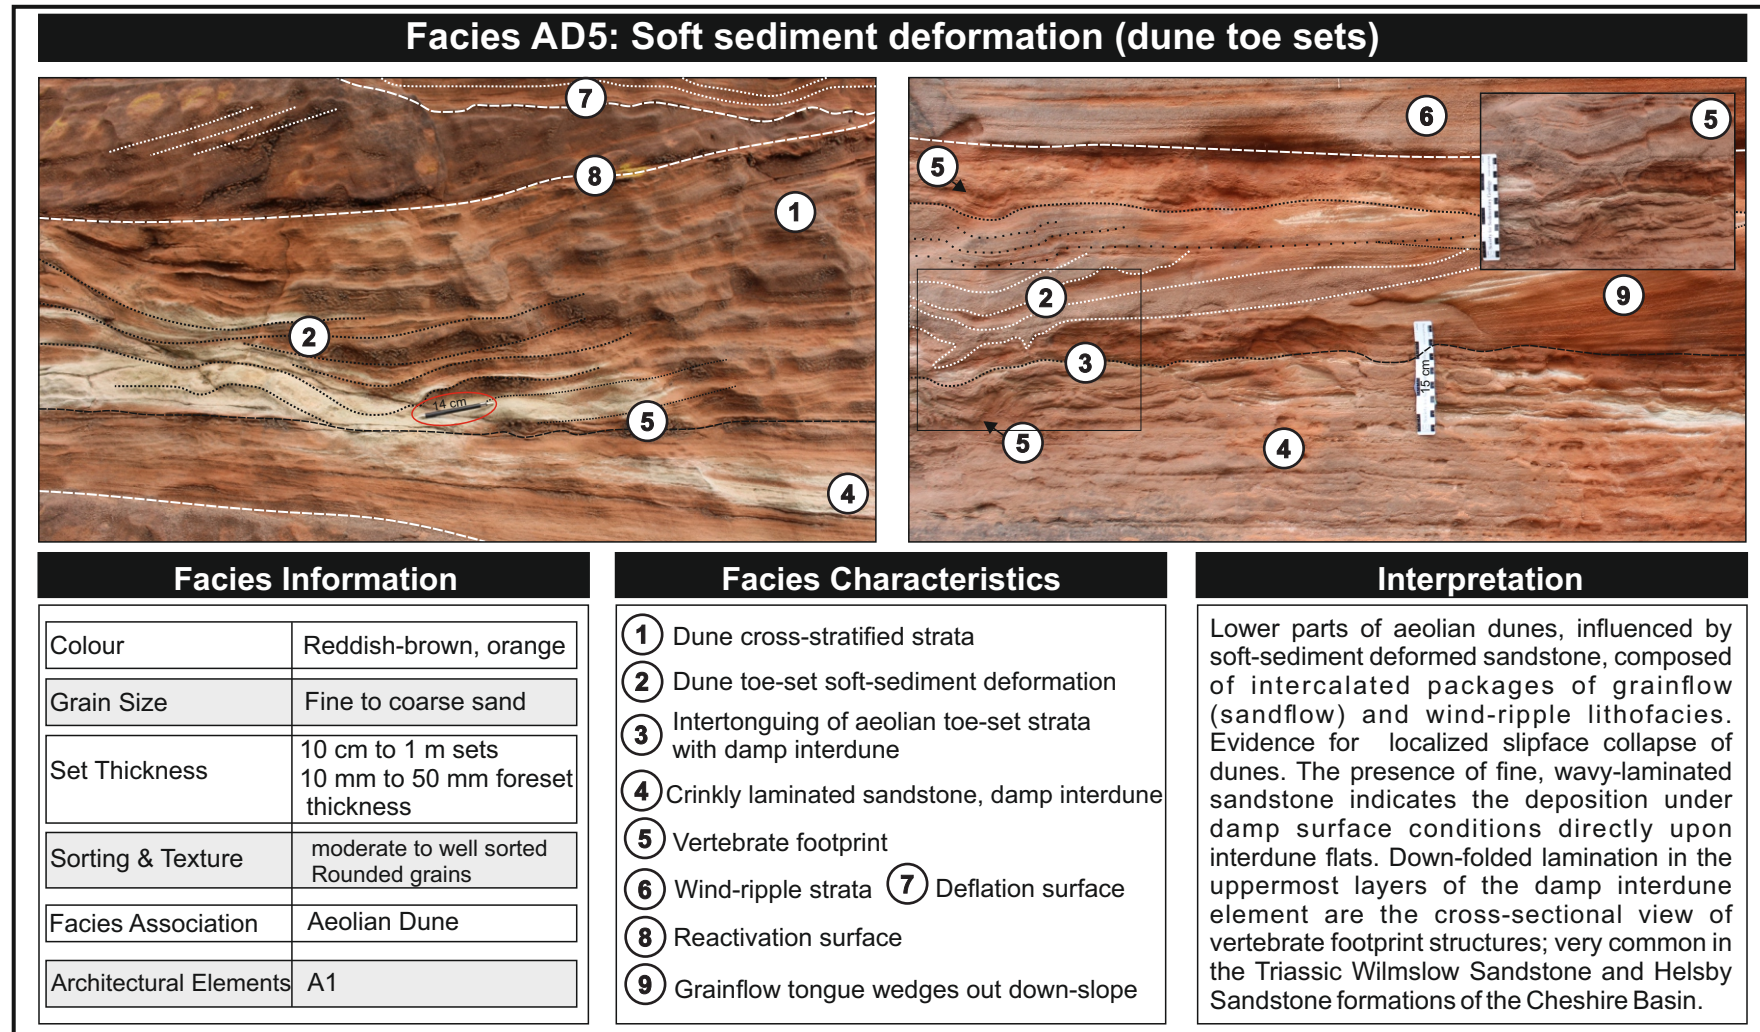 Facies AD5: Soft sediment deformation (dune toe sets)
7
8
1
2
14 cm
5
4
6
5
5
2
9
3
15 cm
5
4
Facies Information
Colour
Reddish-brown, orange
Grain Size
Fine to coarse sand
Set Thickness
10 cm to 1 m sets
10 mm to 50 mm foreset
thickness
Sorting & Texture
moderate to well sorted
Rounded grains
Facies Association
Aeolian Dune
Architectural Elements
A1
Facies Characteristics
1 Dune cross-stratified strata
2 Dune toe-set soft-sediment deformation
3 Intertonguing of aeolian toe-set strata
with damp interdune
4 Crinkly laminated sandstone, damp interdune
5 Vertebrate footprint
6 Wind-ripple strata 7 Deflation surface
8 Reactivation surface
9 Grainflow tongue wedges out down-slope
Interpretation
Lower parts of aeolian dunes, influenced by
soft-sediment deformed sandstone, composed
of intercalated packages of grainflow
(sandflow) and wind-ripple lithofacies.
Evidence for localized slipface collapse of
dunes. The presence of fine, wavy-laminated
sandstone indicates the deposition under
damp surface conditions directly upon
interdune flats. Down-folded lamination in the
uppermost layers of the damp interdune
element are the cross-sectional view of
vertebrate footprint structures; very common in
the Triassic Wilmslow Sandstone and Helsby
Sandstone formations of the Cheshire Basin.